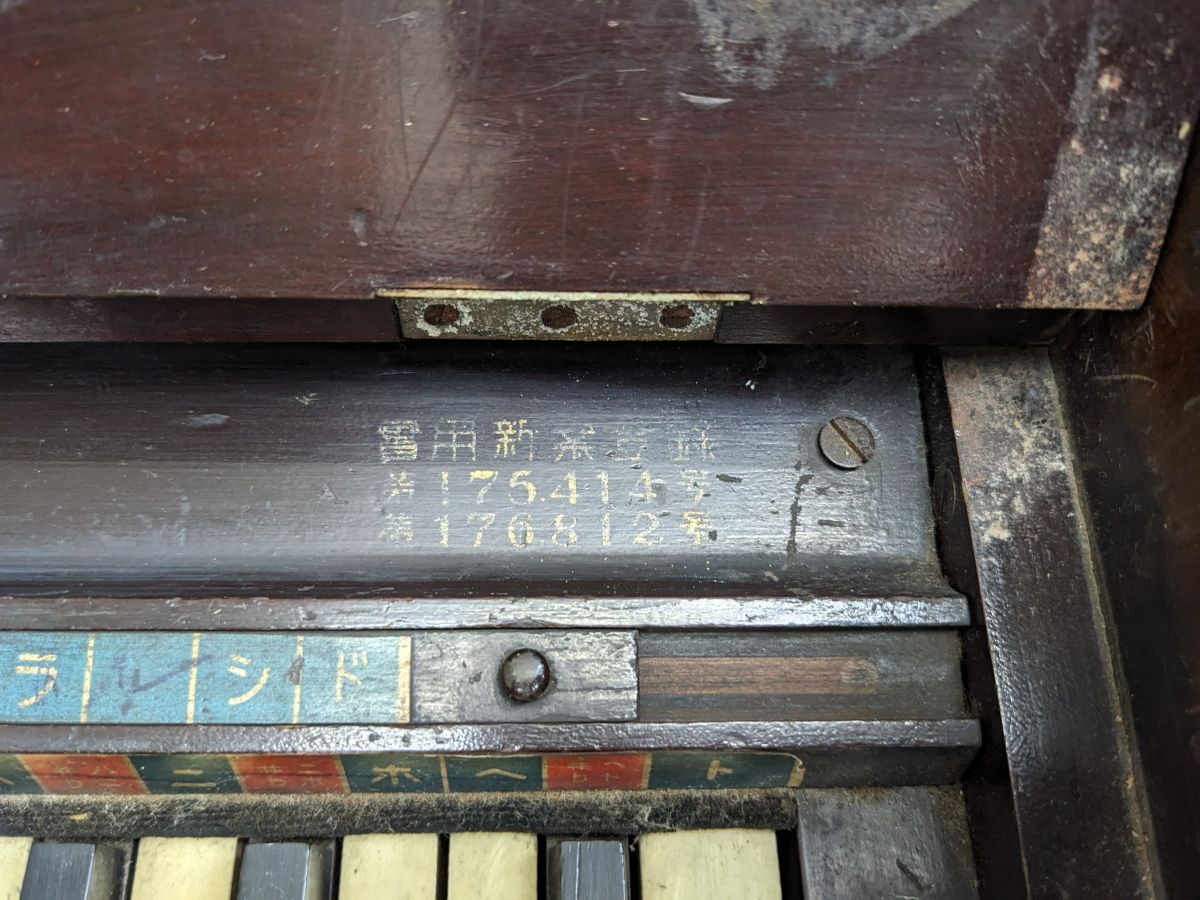 實用新案登録
第175.414号
第176.812号
ラ シ ド
ハ ニ ホ ヘ ト